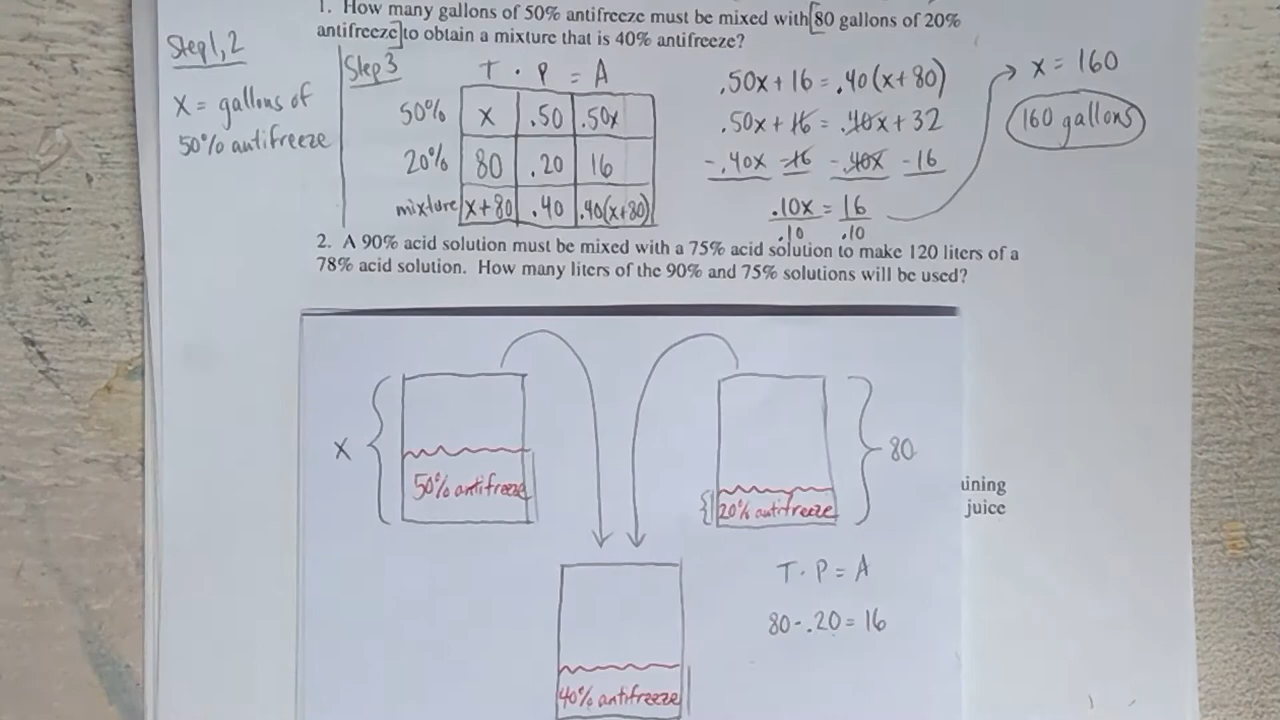 1. How many gallons of 50% antifreeze must be mixed with [80 gallons of 20%
antifreeze] to obtain a mixture that is 40% antifreeze?
Step 1, 2
x = gallons of
50% antifreeze
Step 3
T · P = A
50% x .50 .50x
20% 80 .20 16
mixture x+80 .40 .40(x+80)
.50x + 16 = .40(x+80)
.50x + 16 = .40x + 32
-.40x -16 -.40x -16
.10x = 16
.10 .10
x = 160
160 gallons
2. A 90% acid solution must be mixed with a 75% acid solution to make 120 liters of a
78% acid solution. How many liters of the 90% and 75% solutions will be used?
x
50% antifreeze
20% antifreeze
80
uning
juice
T · P = A
80 · .20 = 16
40% antifreeze